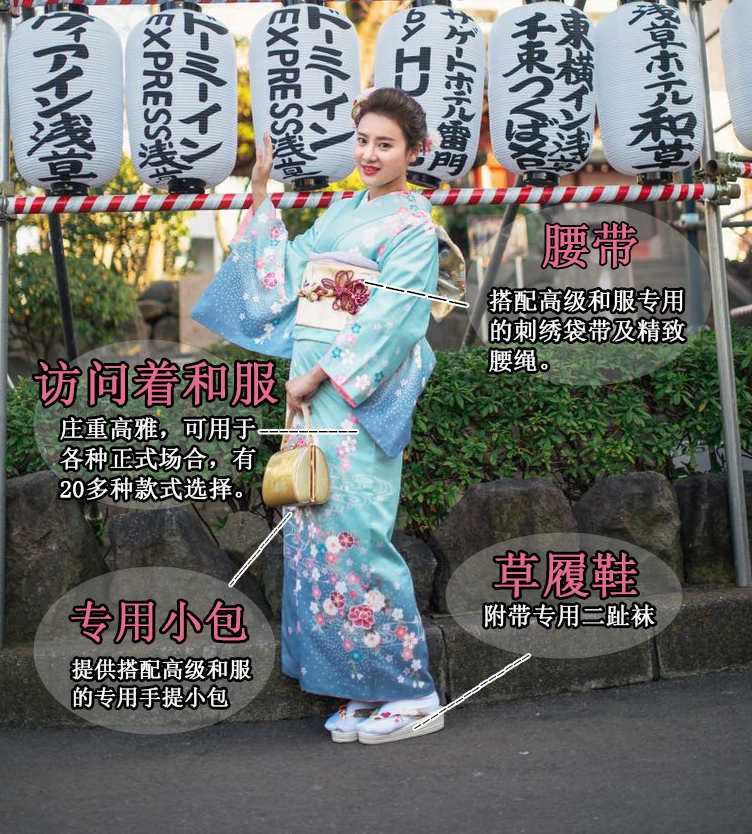 ヴィアイン浅草
ドーミーイン
EXPRESS浅草
ドーミーイン
EXPRESS浅草
ザ・ゲートホテル雷門
BY HU
東横イン浅草
千束つくばE
浅草ホテル和草
腰带
搭配高级和服专用
的刺绣袋带及精致
腰绳。
访问着和服
庄重高雅，可用于
各种正式场合，有
20多种款式选择。
草履鞋
附带专用二趾袜
专用小包
提供搭配高级和服
的专用手提小包